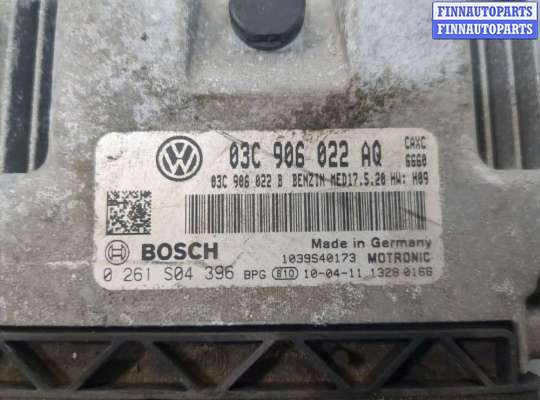 FINNAUTOPARTS
FINNAUTOPARTS
03C 906 022 AQ CAXC
6660
03C 906 022 B BENZIN MED17.5.20 HW: H09
BOSCH Made in Germany
1039S40173 MOTRONIC
0 261 S04 396 BPG 810 10-04-11 1328 0166